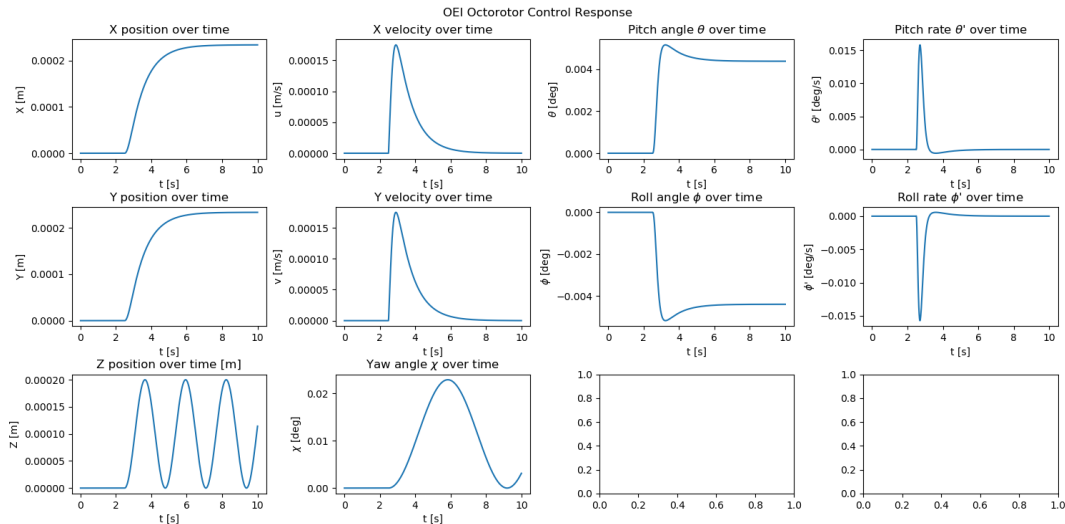 OEI Octorotor Control Response
X position over time
X [m]
0.0002
0.0001
0.0000
0 2 4 6 8 10
t [s]
X velocity over time
u [m/s]
0.00015
0.00010
0.00005
0.00000
0 2 4 6 8 10
t [s]
Pitch angle θ over time
θ [deg]
0.004
0.002
0.000
0 2 4 6 8 10
t [s]
Pitch rate θ' over time
θ' [deg/s]
0.015
0.010
0.005
0.000
0 2 4 6 8 10
t [s]
Y position over time
Y [m]
0.0002
0.0001
0.0000
0 2 4 6 8 10
t [s]
Y velocity over time
v [m/s]
0.00015
0.00010
0.00005
0.00000
0 2 4 6 8 10
t [s]
Roll angle ϕ over time
ϕ [deg]
0.000
−0.002
−0.004
0 2 4 6 8 10
t [s]
Roll rate ϕ' over time
ϕ' [deg/s]
0.000
−0.005
−0.010
−0.015
0 2 4 6 8 10
t [s]
Z position over time [m]
Z [m]
0.00020
0.00015
0.00010
0.00005
0.00000
0 2 4 6 8 10
t [s]
Yaw angle χ over time
χ [deg]
0.02
0.01
0.00
0 2 4 6 8 10
t [s]
1.0
0.8
0.6
0.4
0.2
0.0
0.0 0.2 0.4 0.6 0.8 1.0
1.0
0.8
0.6
0.4
0.2
0.0
0.0 0.2 0.4 0.6 0.8 1.0